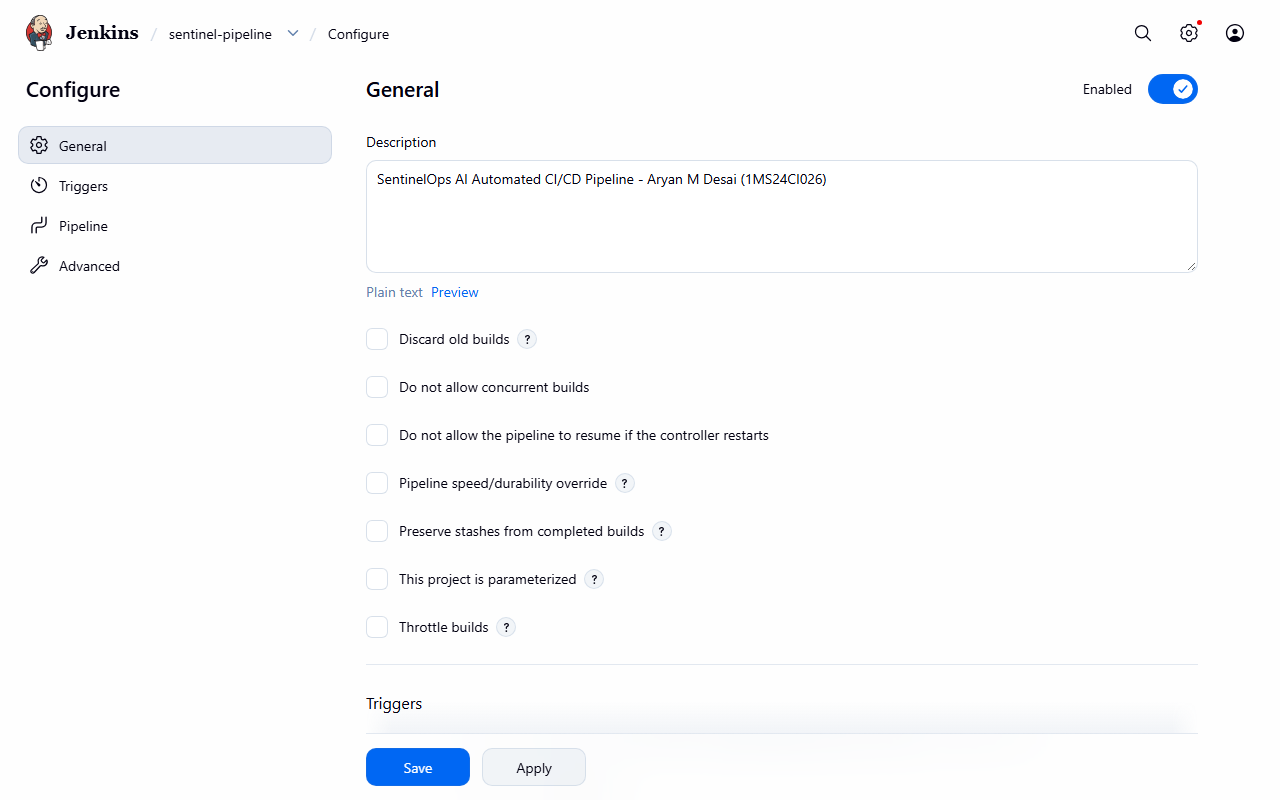 Jenkins / sentinel-pipeline / Configure
Configure
General
Triggers
Pipeline
Advanced
General
Enabled
Description
SentinelOps AI Automated CI/CD Pipeline - Aryan M Desai (1MS24CI026)
Plain text Preview
Discard old builds ?
Do not allow concurrent builds
Do not allow the pipeline to resume if the controller restarts
Pipeline speed/durability override ?
Preserve stashes from completed builds ?
This project is parameterized ?
Throttle builds ?
Triggers
Save Apply